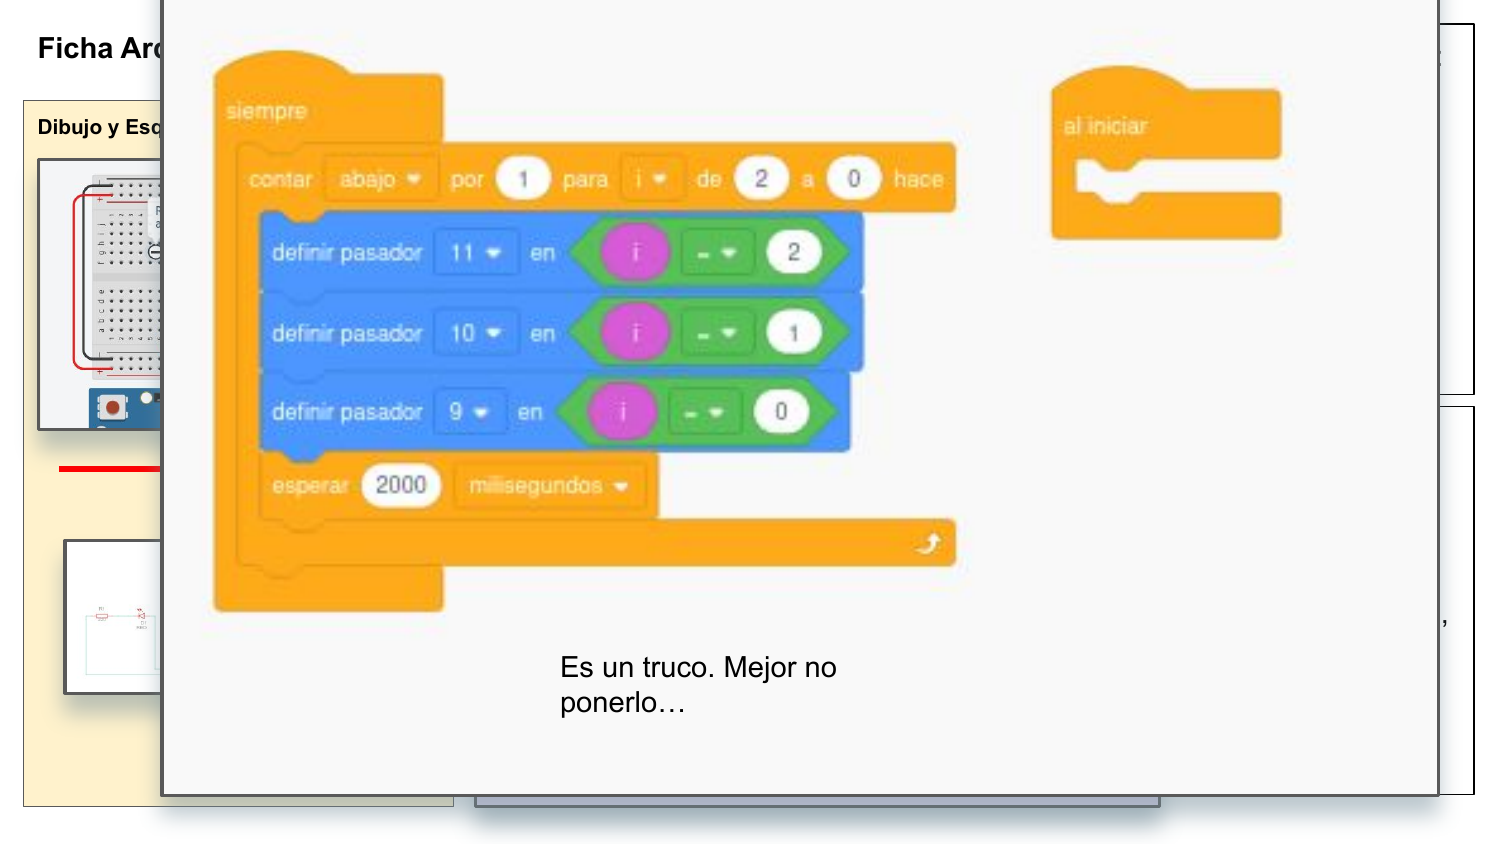 Ficha Ar
Dibujo y Esq
siempre
contar abajo por 1 para i de 2 a 0 hace
definir pasador 11 en i = 2
definir pasador 10 en i = 1
definir pasador 9 en i = 0
esperar 2000 milisegundos
al iniciar
Es un truco. Mejor no
ponerlo…
,